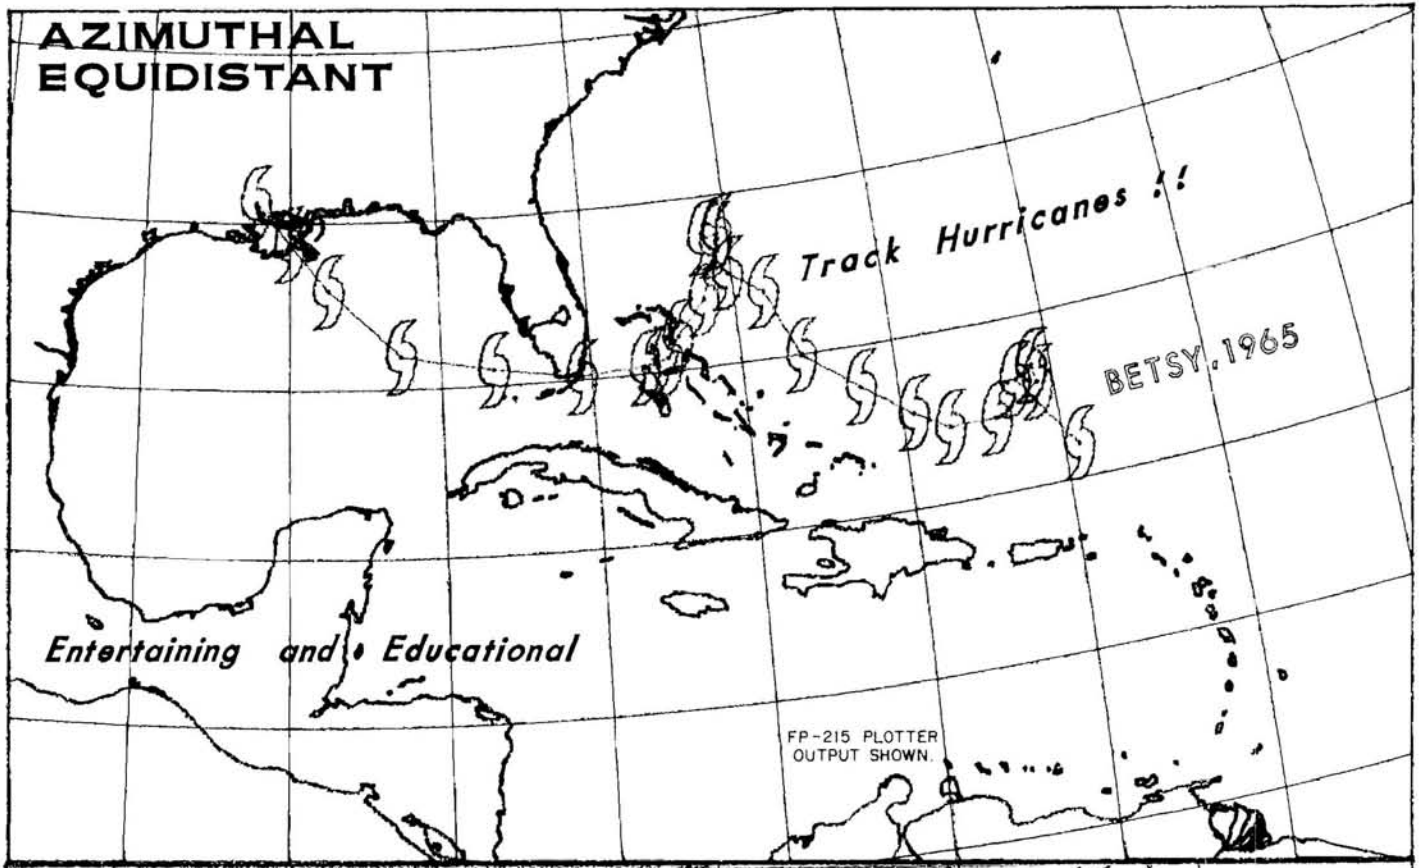 AZIMUTHAL
EQUIDISTANT
Track Hurricanes !!
BETSY, 1965
Entertaining and Educational
FP-215 PLOTTER
OUTPUT SHOWN.